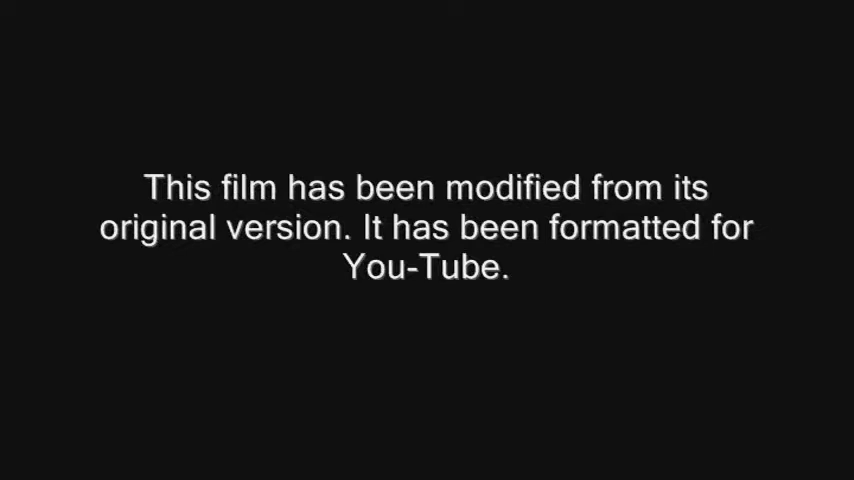 This film has been modified from its
original version. It has been formatted for
You-Tube.